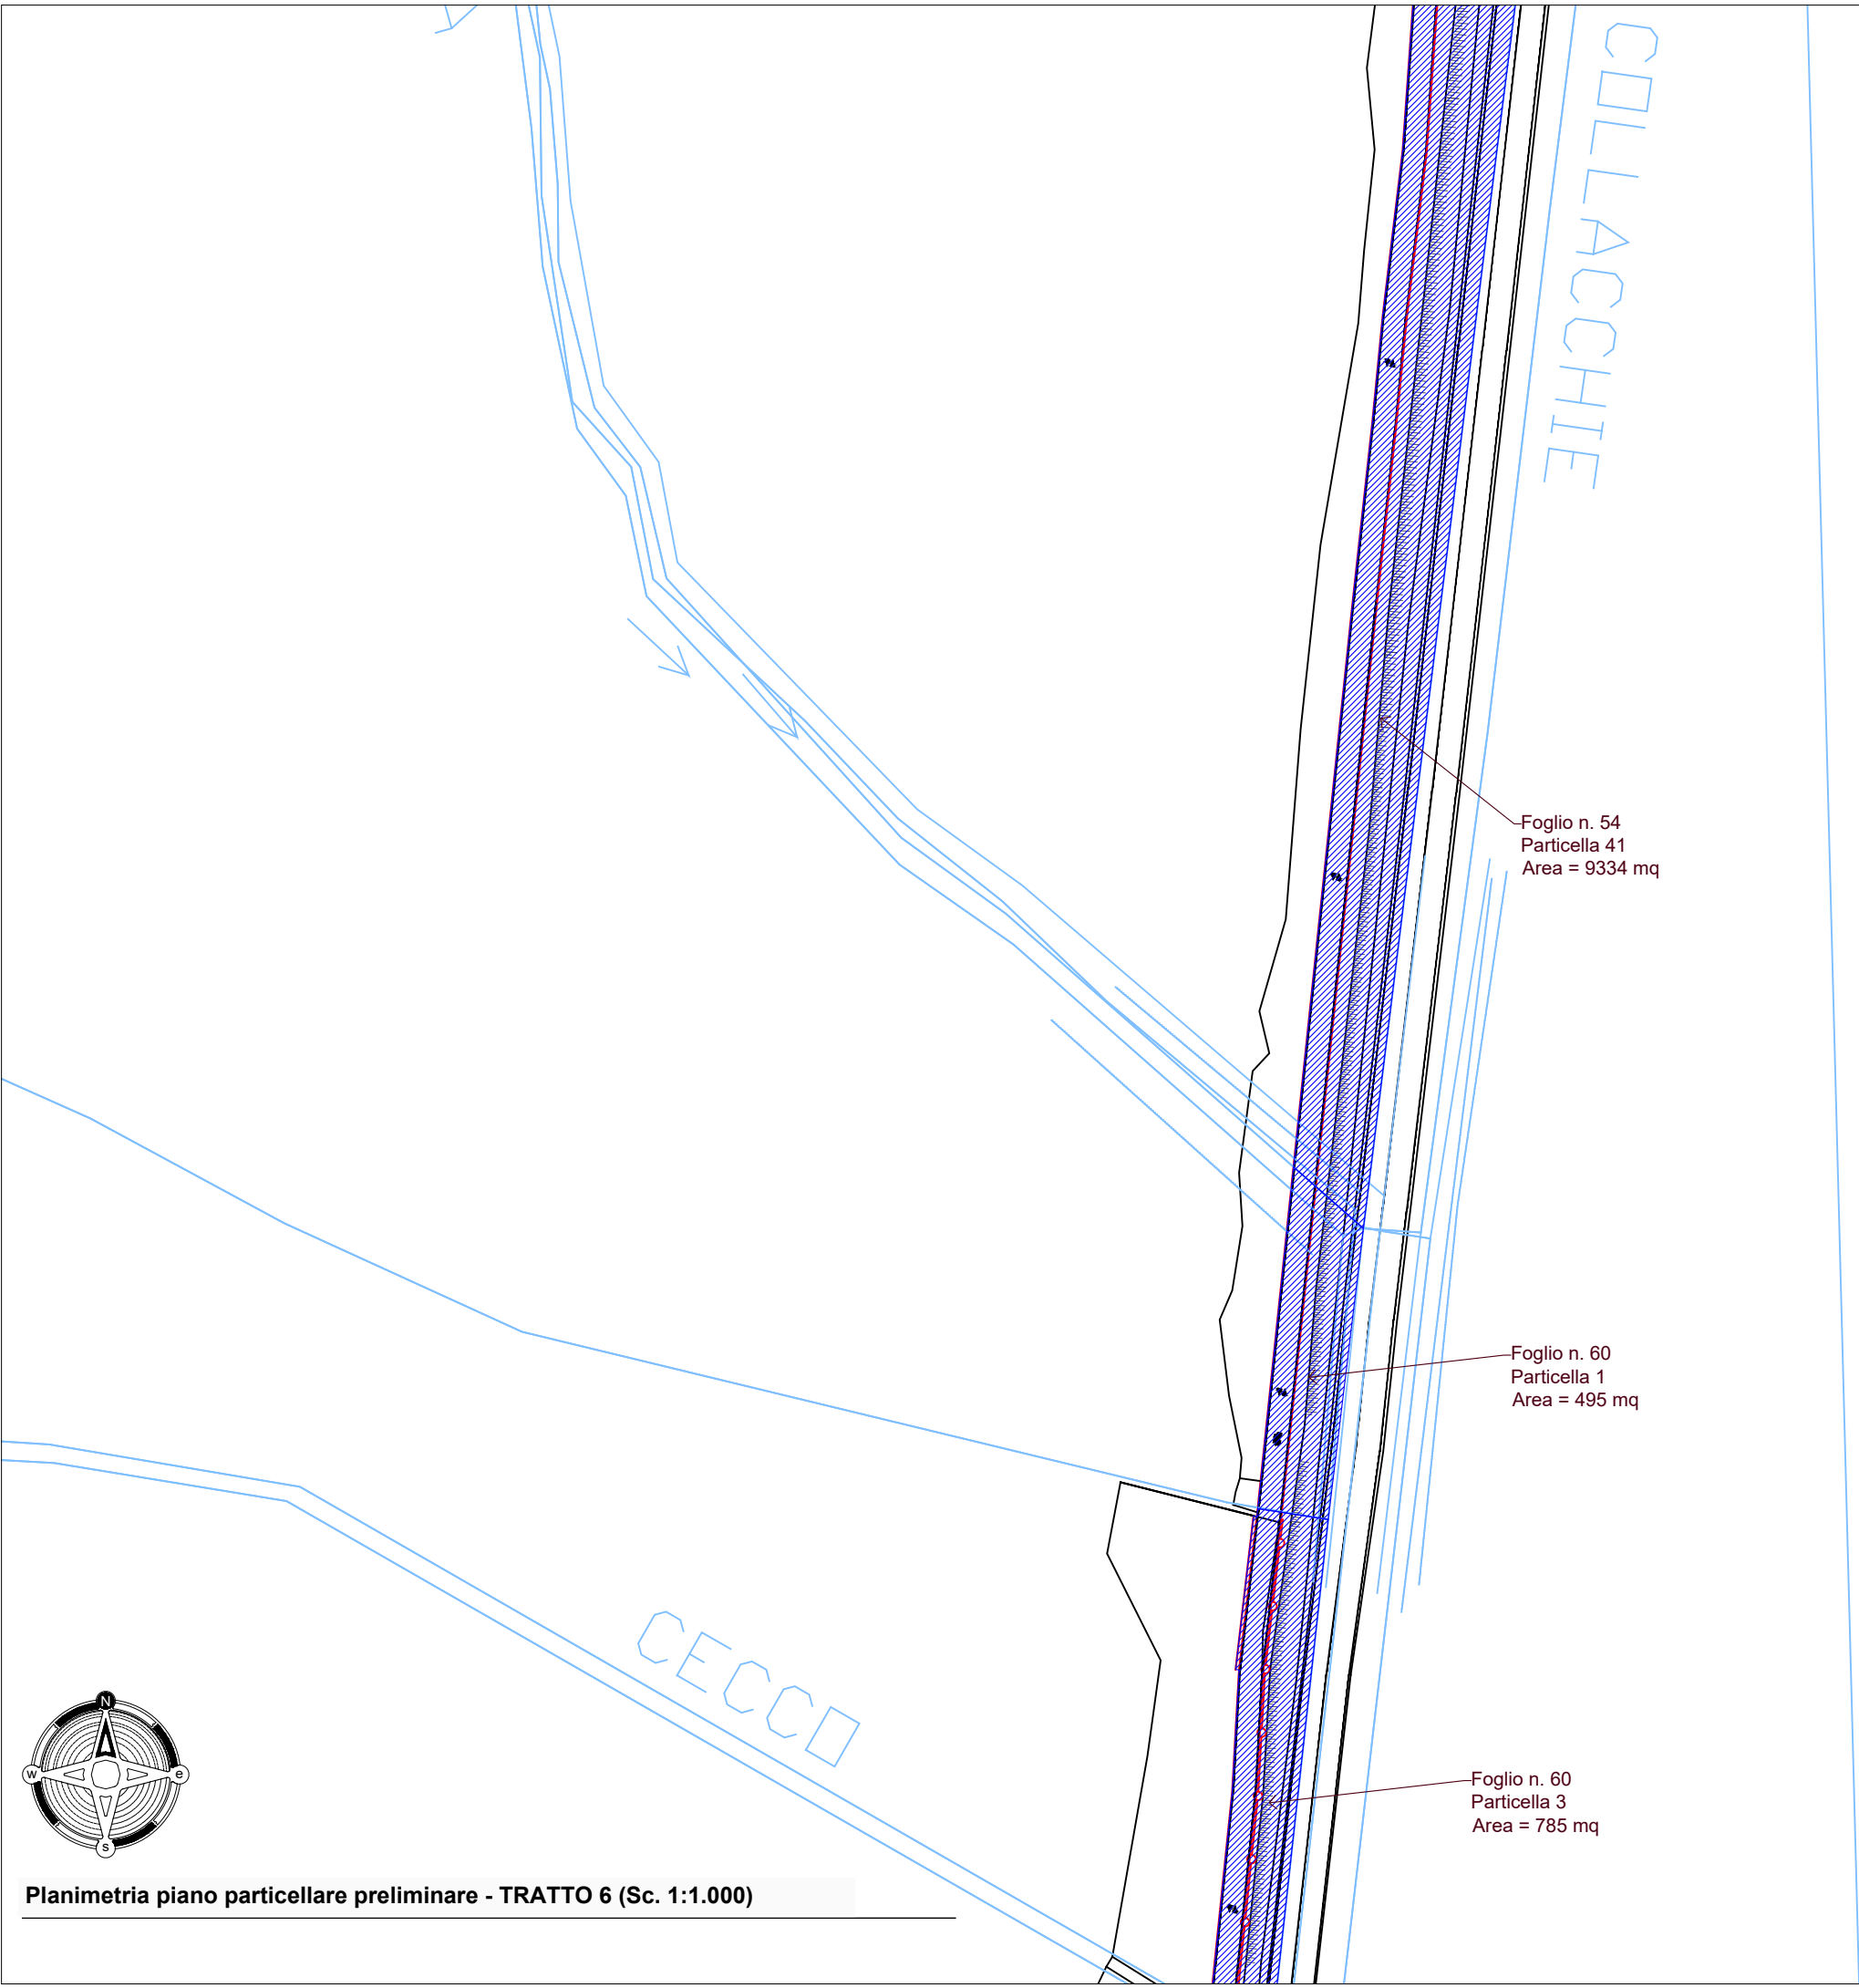 COLLACCHIE
Foglio n. 54
Particella 41
Area = 9334 mq
Foglio n. 60
Particella 1
Area = 495 mq
CECCO
Foglio n. 60
Particella 3
Area = 785 mq
N
w
e
s
Planimetria piano particellare preliminare - TRATTO 6 (Sc. 1:1.000)